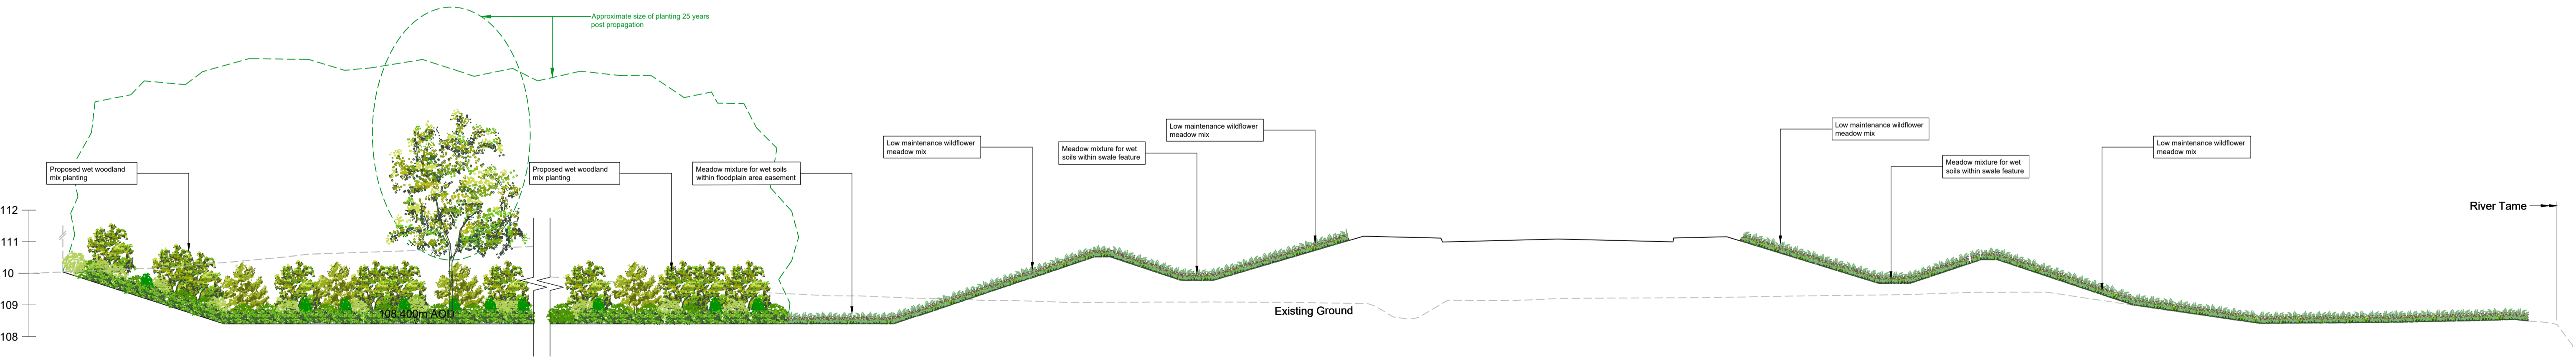 Approximate size of planting 25 years
post propagation
Proposed wet woodland
mix planting
Proposed wet woodland
mix planting
Meadow mixture for wet soils
within floodplain area easement
Low maintenance wildflower
meadow mix
Meadow mixture for wet
soils within swale feature
Low maintenance wildflower
meadow mix
Low maintenance wildflower
meadow mix
Meadow mixture for wet
soils within swale feature
Low maintenance wildflower
meadow mix
River Tame
112
111
10
109
108
108.400m AOD
Existing Ground